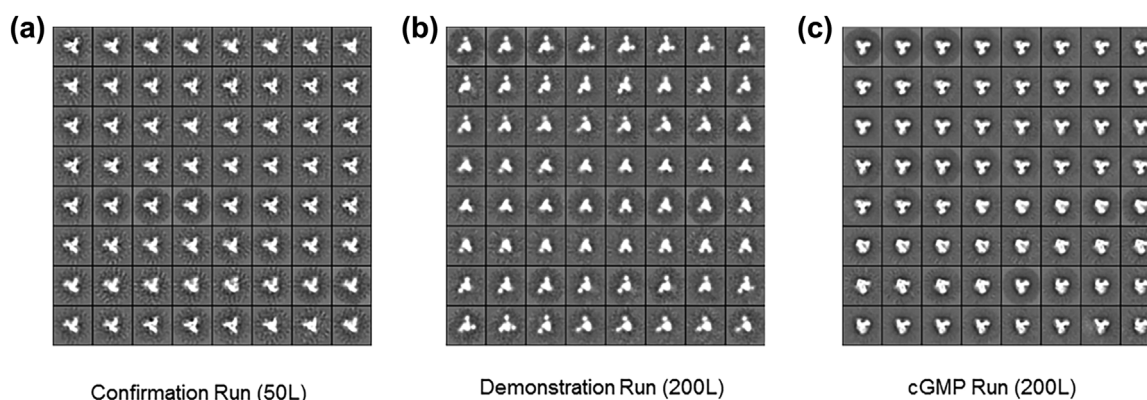 (a) (b) (c)
Confirmation Run (50L) Demonstration Run (200L) cGMP Run (200L)